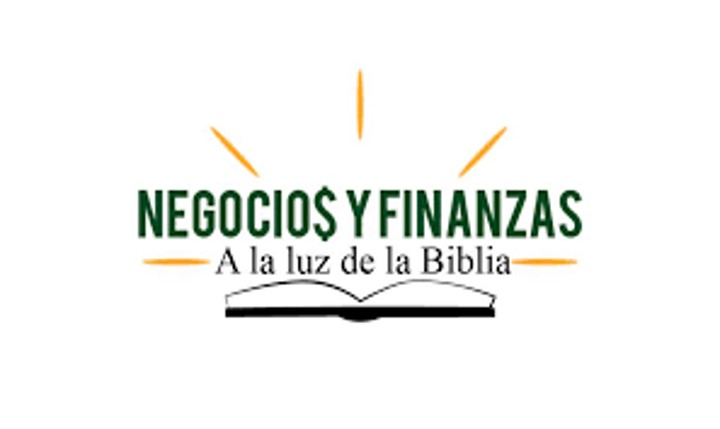 NEGOCIO$ Y FINANZAS
A la luz de la Biblia